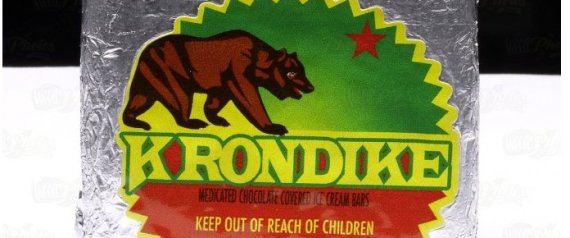 KRONDIKE
MEDICATED CHOCOLATE COVERED ICE CREAM BARS
KEEP OUT OF REACH OF CHILDREN